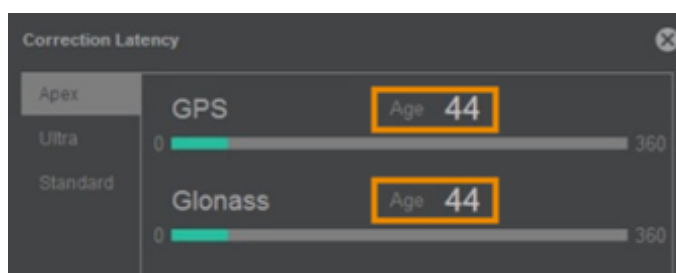 Correction Latency
Apex
GPS Age 44
Ultra
0 360
Standard
Glonass Age 44
0 360